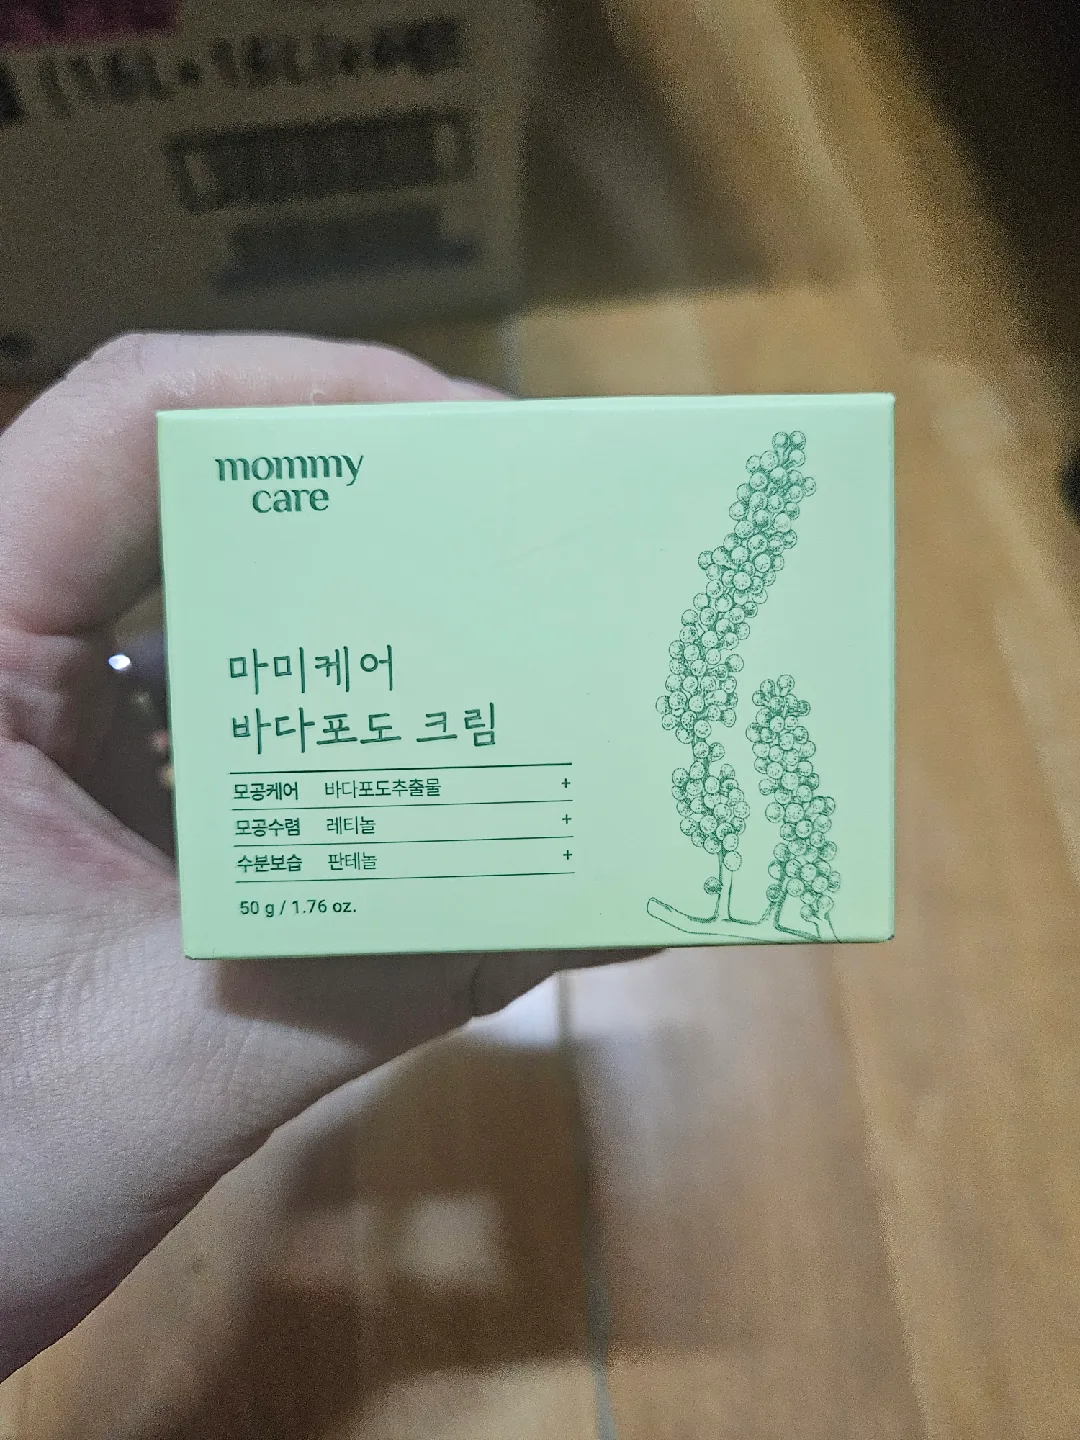 mommy
care
마미케어
바다포도 크림
모공케어 바다포도추출물 +
모공수렴 레티놀 +
수분보습 판테놀 +
50 g / 1.76 oz.